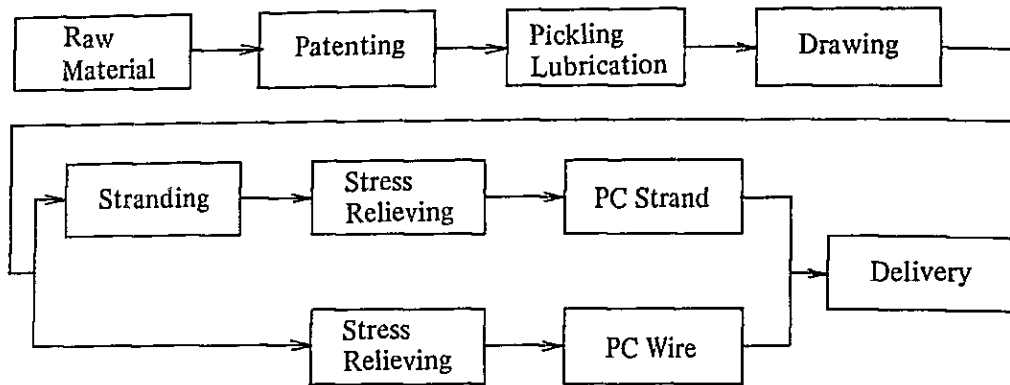 Raw
Material
Patenting
Pickling
Lubrication
Drawing
Stranding
Stress
Relieving
PC Strand
Delivery
Stress
Relieving
PC Wire